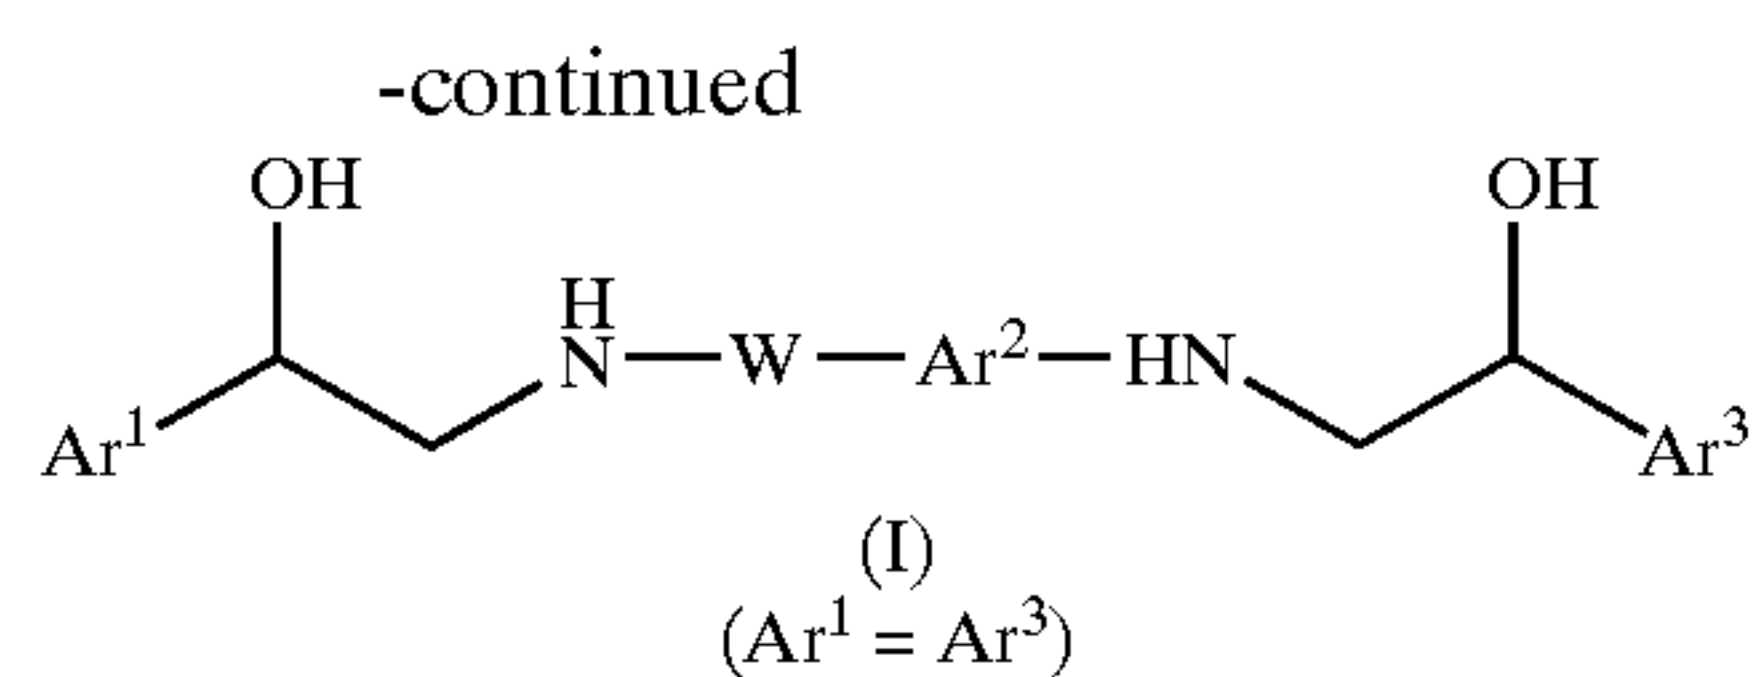 -continued
OH OH
H
N W Ar² HN
Ar¹ Ar³
(I)
(Ar¹ = Ar³)